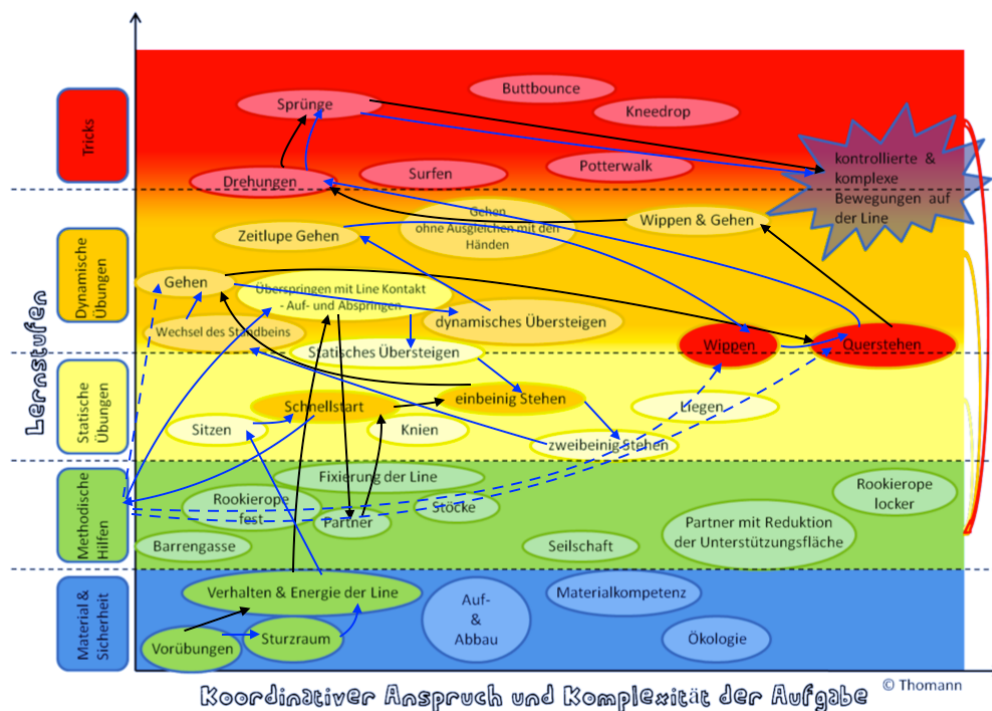 Buttbounce
Sprünge
Kneedrop
Tricks
kontrollierte &
komplexe
Bewegungen auf
der Line
Potterwalk
Surfen
Drehungen
Gehen
ohne Ausgleichen mit den
Händen
Wippen & Gehen
Zeitlupe Gehen
Dynamische
Übungen
Gehen
Überspringen mit Line Kontakt
- Auf- und Abspringen
dynamisches Übersteigen
Wechsel des Standbeins
Statisches Übersteigen
Wippen
Querstehen
Lernstufen
Statische
Übungen
Schnellstart
einbeinig Stehen
Liegen
Sitzen
Knien
zweibeinig Stehen
Methodische
Hilfen
Fixierung der Line
Rookierope
fest
Stöcke
Partner
Rookierope
locker
Partner mit Reduktion
der Unterstützungsfläche
Barrengasse
Seilschaft
Material &
Sicherheit
Verhalten & Energie der Line
Auf-
&
Abbau
Materialkompetenz
Sturzraum
Ökologie
Vorübungen
© Thomann
Koordinativer Anspruch und Komplexität der Aufgabe